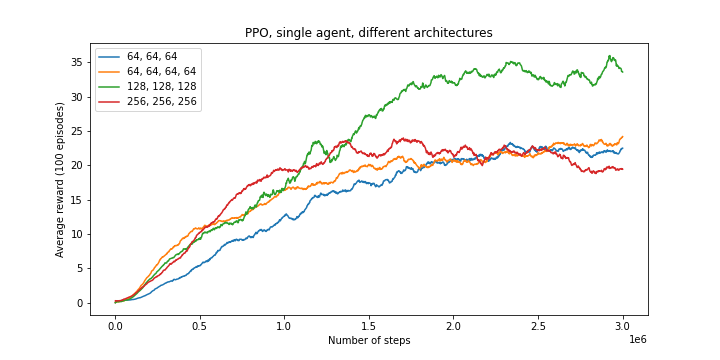 PPO, single agent, different architectures
64, 64, 64
64, 64, 64, 64
128, 128, 128
256, 256, 256
Average reward (100 episodes)
35
30
25
20
15
10
5
0
0.0 0.5 1.0 1.5 2.0 2.5 3.0
1e6
Number of steps